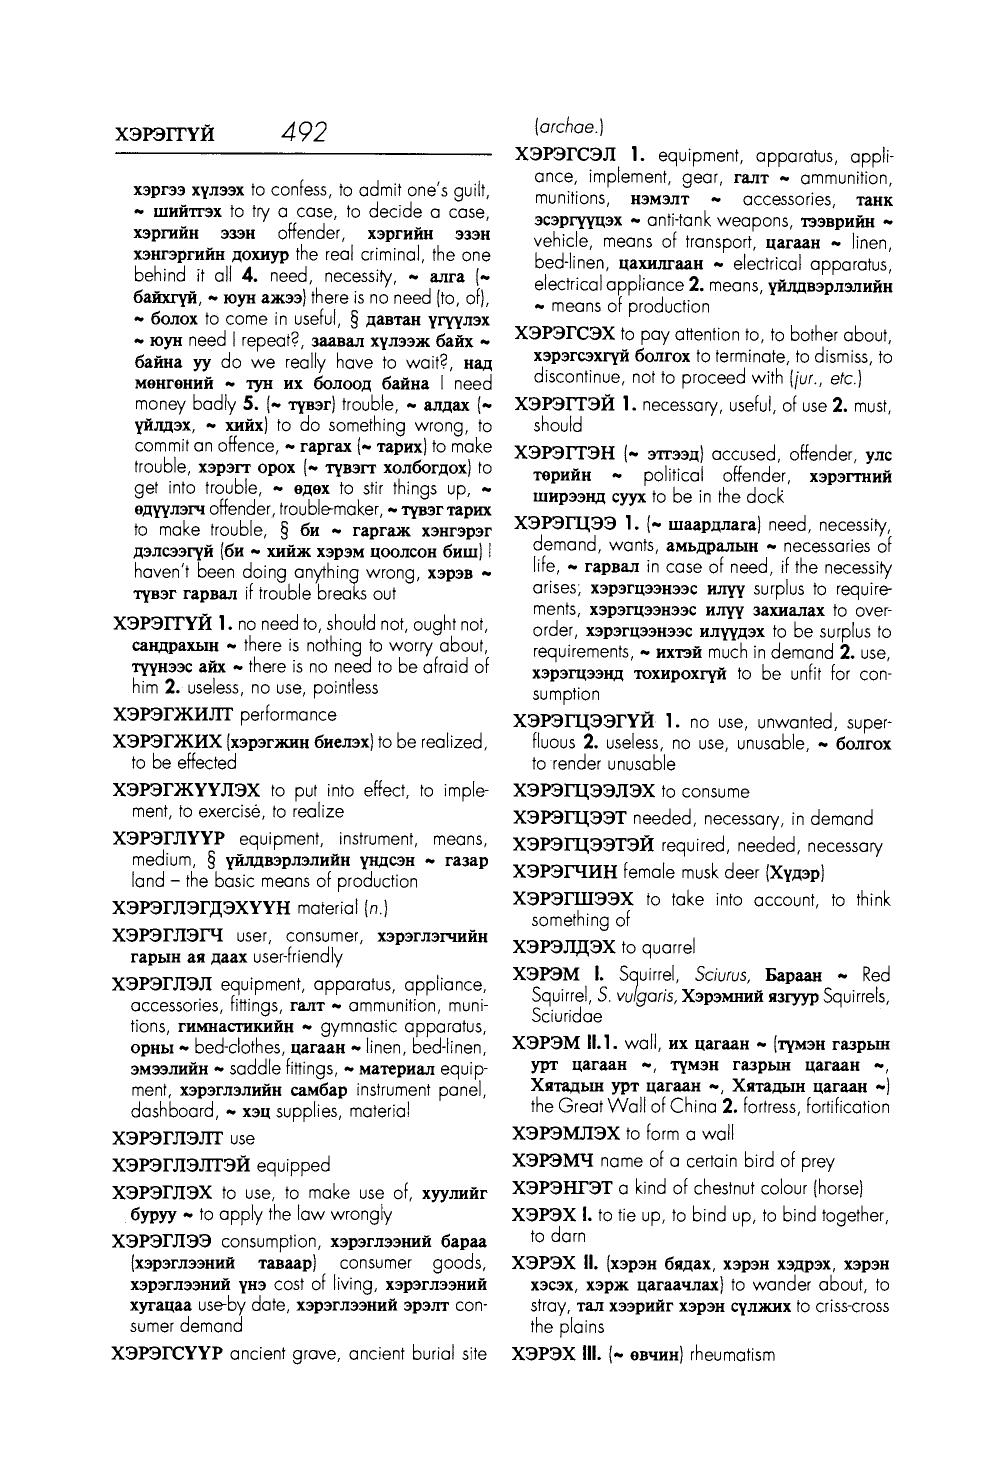 ХЭРЭГГҮЙ 492
хэргээ хүлээх to confess, to admit one's guilt,
~ шийтгэх to try a case, to decide a case,
хэргийн эзэн offender, хэргийн эзэн
хэнгэргийн дохиур the real criminal, the one
behind it all 4. need, necessity, ~ алга (~
байхгүй, ~ юун ажээ) there is no need (to, of),
~ болох to come in useful, § давтан үгүүлэх
~ юун need I repeat?, заавал хүлээж байх ~
байна уу do we really have to wait?, над
мөнгөний ~ тун их болоод байна I need
money badly 5. (~ түвэг) trouble, ~ алдах (~
үйлдэх, ~ хийх) to do something wrong, to
commit an offence, ~ гаргах (~ тарих) to make
trouble, хэрэгт орох (~ түвэгт холбогдох) to
get into trouble, ~ өдөх to stir things up, ~
өдүүлэгч offender, trouble-maker, ~ түвэг тарих
to make trouble, § би ~ гаргаж хэнгэрэг
дэлсээгүй (би ~ хийж хэрэм цоолсон биш) I
haven't been doing anything wrong, хэрэв ~
түвэг гарвал if trouble breaks out
ХЭРЭГГҮЙ 1. no need to, should not, ought not,
сандрахын ~ there is nothing to worry about,
түүнээс айх ~ there is no need to be afraid of
him 2. useless, no use, pointless
ХЭРЭГЖИЛТ performance
ХЭРЭГЖИХ (хэрэгжин биелэх) to be realized,
to be effected
ХЭРЭГЖҮҮЛЭХ to put into effect, to imple-
ment, to exercise, to realize
ХЭРЭГЛҮҮР equipment, instrument, means,
medium, § үйлдвэрлэлийн үндсэн ~ газар
land – the basic means of production
ХЭРЭГЛЭГДЭХҮҮН material (n.)
ХЭРЭГЛЭГЧ user, consumer, хэрэглэгчийн
гарын ая даах user-friendly
ХЭРЭГЛЭЛ equipment, apparatus, appliance,
accessories, fittings, галт ~ ammunition, muni-
tions, гимнастикийн ~ gymnastic apparatus,
орны ~ bed-clothes, цагаан ~ linen, bed-linen,
эмээлийн ~ saddle fittings, ~ материал equip-
ment, хэрэглэлийн самбар instrument panel,
dashboard, ~ хэц supplies, material
ХЭРЭГЛЭЛТ use
ХЭРЭГЛЭЛТЭЙ equipped
ХЭРЭГЛЭХ to use, to make use of, хуулийг
буруу ~ to apply the law wrongly
ХЭРЭГЛЭЭ consumption, хэрэглээний бараа
(хэрэглээний таваар) consumer goods,
хэрэглээний үнэ cost of living, хэрэглээний
хугацаа use-by date, хэрэглээний эрэлт con-
sumer demand
ХЭРЭГСҮҮР ancient grave, ancient burial site
(archae.)
ХЭРЭГСЭЛ 1. equipment, apparatus, appli-
ance, implement, gear, галт ~ ammunition,
munitions, нэмэлт ~ accessories, танк
эсэргүүцэх ~ anti-tank weapons, тээврийн ~
vehicle, means of transport, цагаан ~ linen,
bed-linen, цахилгаан ~ electrical apparatus,
electrical appliance 2. means, үйлдвэрлэлийн
~ means of production
ХЭРЭГСЭХ to pay attention to, to bother about,
хэрэгсэхгүй болгох to terminate, to dismiss, to
discontinue, not to proceed with (jur., etc.)
ХЭРЭГТЭЙ 1. necessary, useful, of use 2. must,
should
ХЭРЭГТЭН (~ этгээд) accused, offender, улс
төрийн ~ political offender, хэрэгтний
ширээнд суух to be in the dock
ХЭРЭГЦЭЭ 1. (~ шаардлага) need, necessity,
demand, wants, амьдралын ~ necessaries of
life, ~ гарвал in case of need, if the necessity
arises; хэрэгцээнээс илүү surplus to require-
ments, хэрэгцээнээс илүү захиалах to over-
order, хэрэгцээнээс илүүдэх to be surplus to
requirements, ~ ихтэй much in demand 2. use,
хэрэгцээнд тохирохгүй to be unfit for con-
sumption
ХЭРЭГЦЭЭГҮЙ 1. no use, unwanted, super-
fluous 2. useless, no use, unusable, ~ болгох
to render unusable
ХЭРЭГЦЭЭЛЭХ to consume
ХЭРЭГЦЭЭТ needed, necessary, in demand
ХЭРЭГЦЭЭТЭЙ required, needed, necessary
ХЭРЭГЧИН female musk deer (Хүдэр)
ХЭРЭГШЭЭХ to take into account, to think
something of
ХЭРЭЛДЭХ to quarrel
ХЭРЭМ I. Squirrel, Sciurus, Бараан ~ Red
Squirrel, S. vulgaris, Хэрэмний язгуур Squirrels,
Sciuridae
ХЭРЭМ II.1. wall, их цагаан ~ (түмэн газрын
урт цагаан ~, түмэн газрын цагаан ~,
Хятадын урт цагаан ~, Хятадын цагаан ~)
the Great Wall of China 2. fortress, fortification
ХЭРЭМЛЭХ to form a wall
ХЭРЭМЧ name of a certain bird of prey
ХЭРЭНГЭТ a kind of chestnut colour (horse)
ХЭРЭХ I. to tie up, to bind up, to bind together,
to darn
ХЭРЭХ II. (хэрэн бядах, хэрэн хэдрэх, хэрэн
хэсэх, хэрж цагаачлах) to wander about, to
stray, тал хээрийг хэрэн сүлжих to criss-cross
the plains
ХЭРЭХ III. (~ өвчин) rheumatism